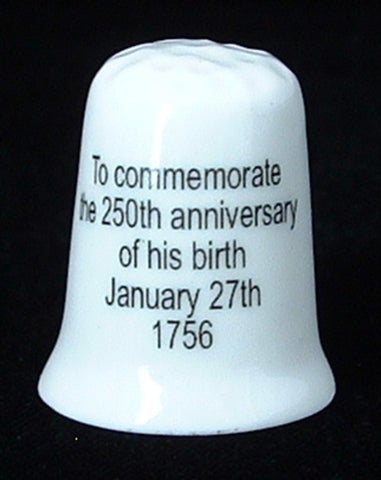 To commemorate
the 250th anniversary
of his birth
January 27th
1756